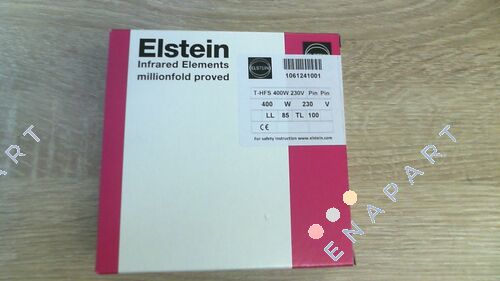 Elstein
Infrared Elements
millionfold proved
ELSTEIN
1061241001
T-HFS 400W 230V Pin Pin
400 W 230 V
LL 85 TL 100
CE
For safety instruction www.elstein.com
ENAPART
ENAPART